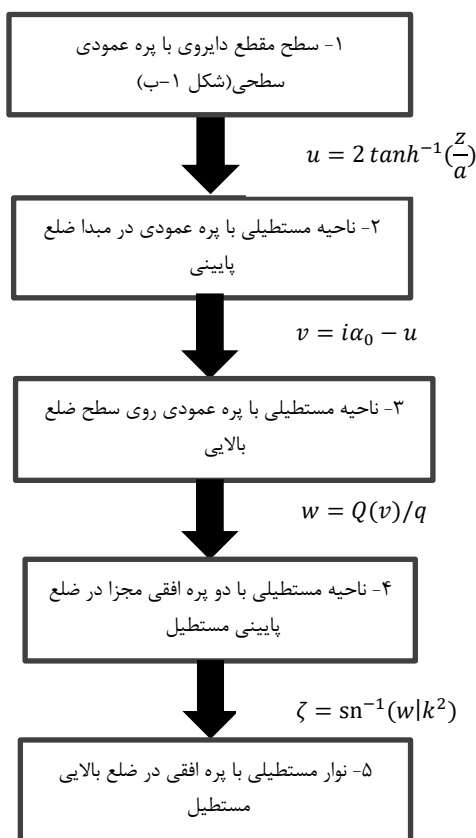 ۱- سطح مقطع دایروی با پره عمودی
سطحی(شکل ۱-ب)
u = 2 tanh⁻¹(z/a)
۲- ناحیه مستطیلی با پره عمودی در مبدا ضلع
پایینی
v = iα₀ − u
۳- ناحیه مستطیلی با پره عمودی روی سطح ضلع
بالایی
w = Q(v)/q
۴- ناحیه مستطیلی با دو پره افقی مجزا در ضلع
پایینی مستطیل
ζ = sn⁻¹(w|k²)
۵- نوار مستطیلی با پره افقی در ضلع بالایی
مستطیل